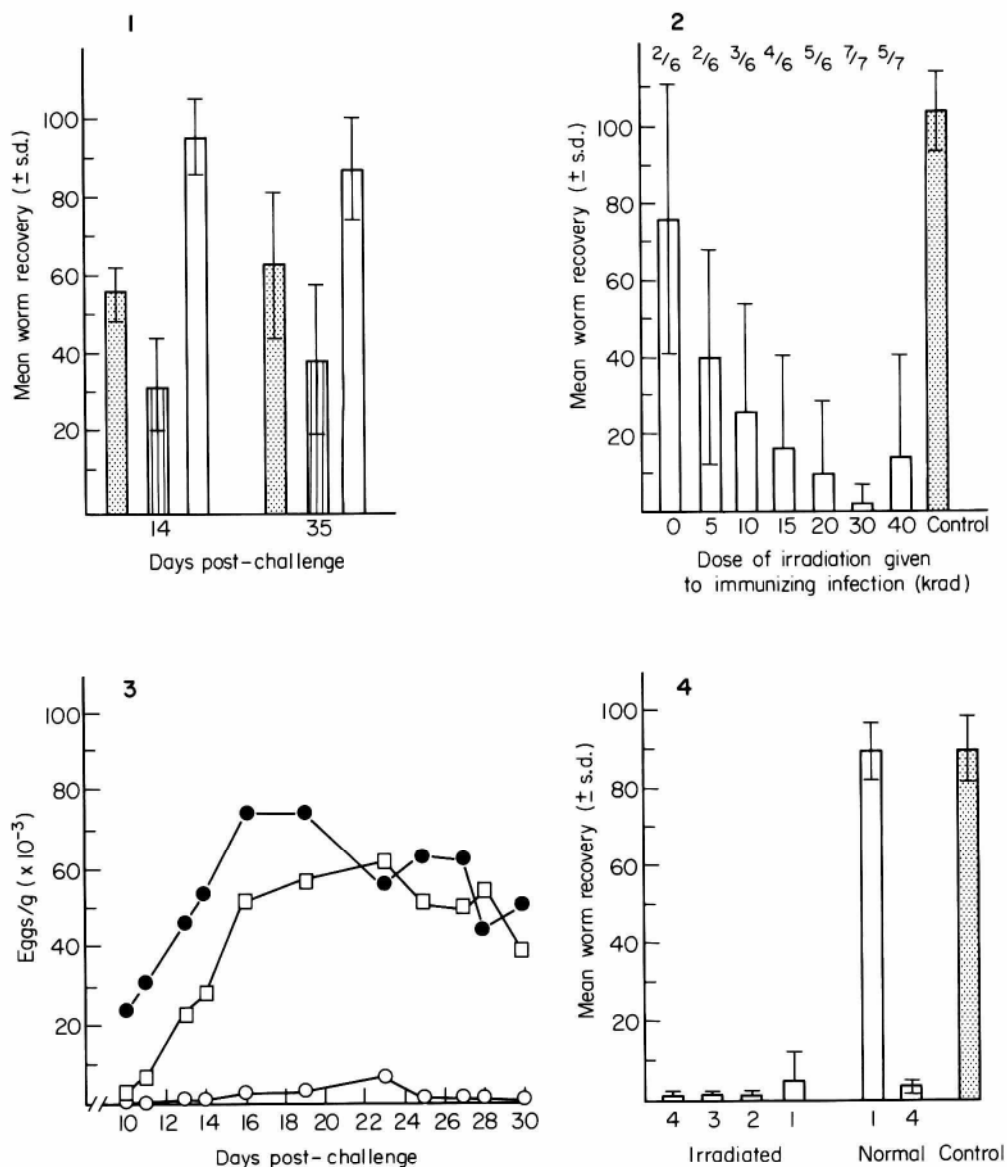 1
Mean worm recovery (± s.d.)
100
80
60
40
20
14 35
Days post-challenge
2
2/6 2/6 3/6 4/6 5/6 7/7 5/7
Mean worm recovery (± s.d.)
100
80
60
40
20
0 5 10 15 20 30 40 Control
Dose of irradiation given
to immunizing infection (krad)
3
Eggs/g (x 10⁻³)
100
80
60
40
20
10 12 14 16 18 20 22 24 26 28 30
Days post-challenge
4
Mean worm recovery (± s.d.)
100
80
60
40
20
4 3 2 1 1 4
Irradiated Normal Control